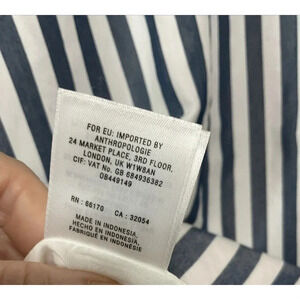 FOR EU: IMPORTED BY
ANTHROPOLOGIE
24 MARKET PLACE, 3RD FLOOR,
LONDON, UK W1W8AN
CIF: VAT No. GB 684936382
08449149
RN : 66170 CA : 32054
MADE IN INDONESIA
HECHO EN INDONESIA
FABRIQUÉ EN INDONÉSIE